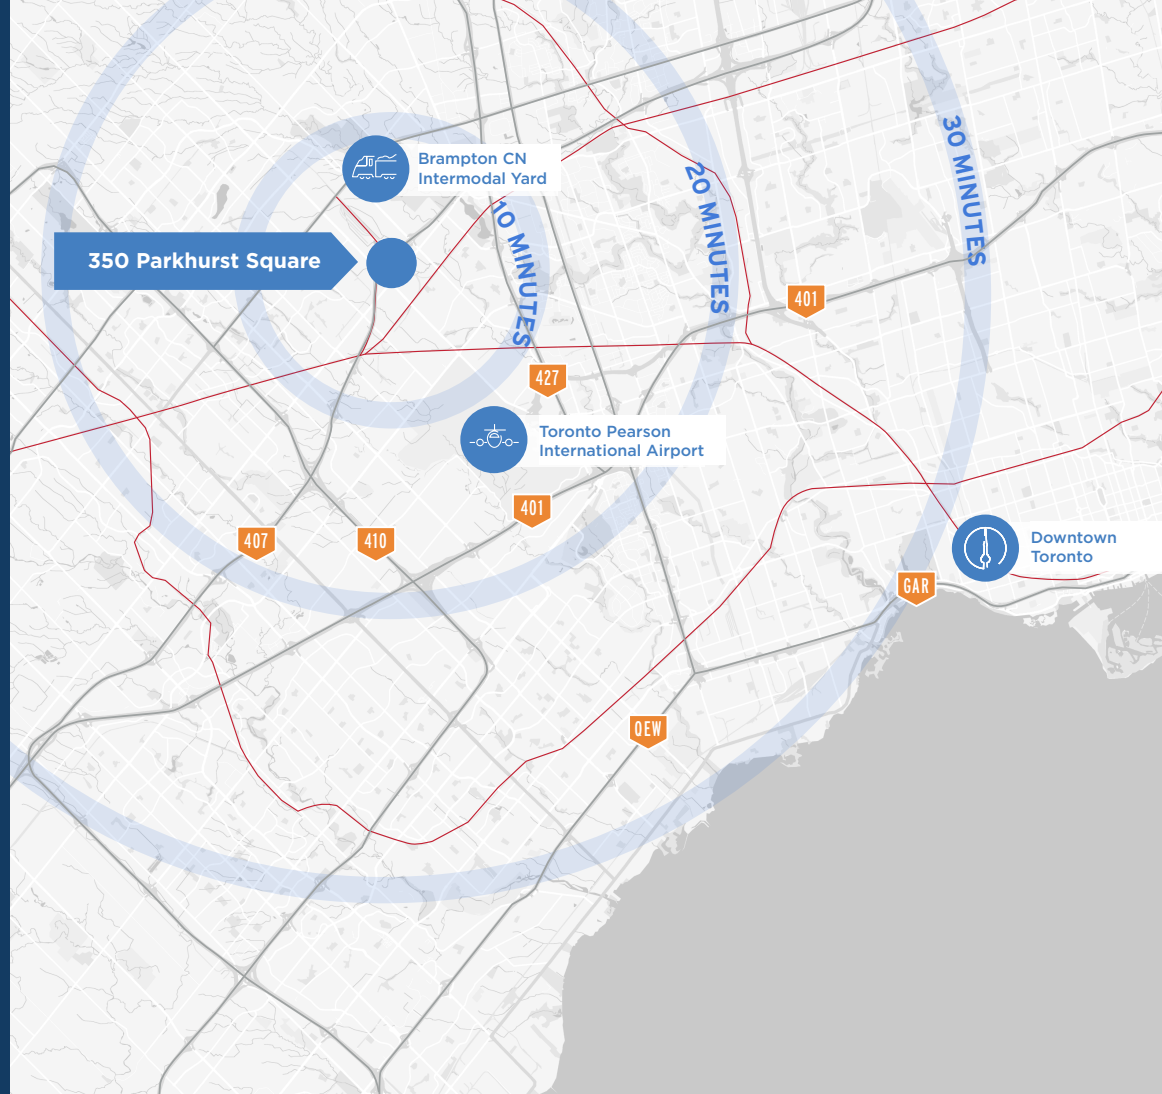 Brampton CN
Intermodal Yard
350 Parkhurst Square
10 MINUTES
20 MINUTES
30 MINUTES
401
427
Toronto Pearson
International Airport
401
407
410
Downtown
Toronto
GAR
QEW